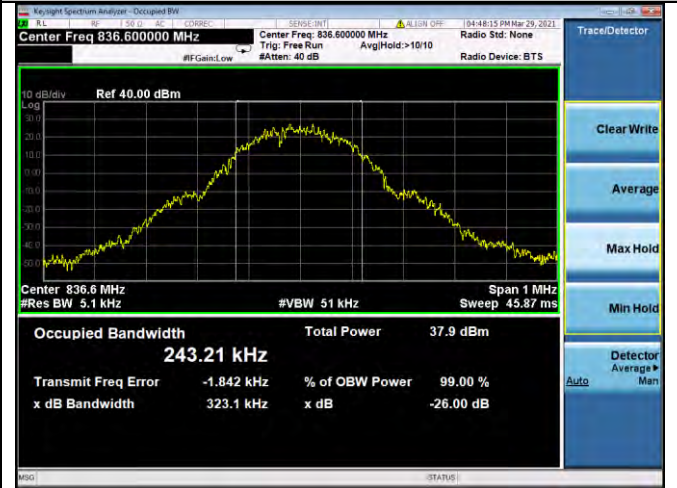 Keysight Spectrum Analyzer - Occupied BW
RL RF 50 Ω AC CORREC SENSE:INT ALIGN OFF 04:48:15 PM Mar 29, 2021
Center Freq 836.600000 MHz
Center Freq: 836.600000 MHz
Radio Std: None
Trig: Free Run Avg|Hold:>10/10
#IFGain:Low
#Atten: 40 dB
Radio Device: BTS
Trace/Detector
10 dB/div Ref 40.00 dBm
Log
30.0
20.0
10.0
0.00
-10.0
-20.0
-30.0
-40.0
-50.0
Center 836.6 MHz Span 1 MHz
#Res BW 5.1 kHz #VBW 51 kHz Sweep 45.87 ms
Occupied Bandwidth Total Power 37.9 dBm
243.21 kHz
Transmit Freq Error -1.842 kHz % of OBW Power 99.00 %
x dB Bandwidth 323.1 kHz x dB -26.00 dB
Clear Write
Average
Max Hold
Min Hold
Detector
Average▶
Auto Man
MSG STATUS